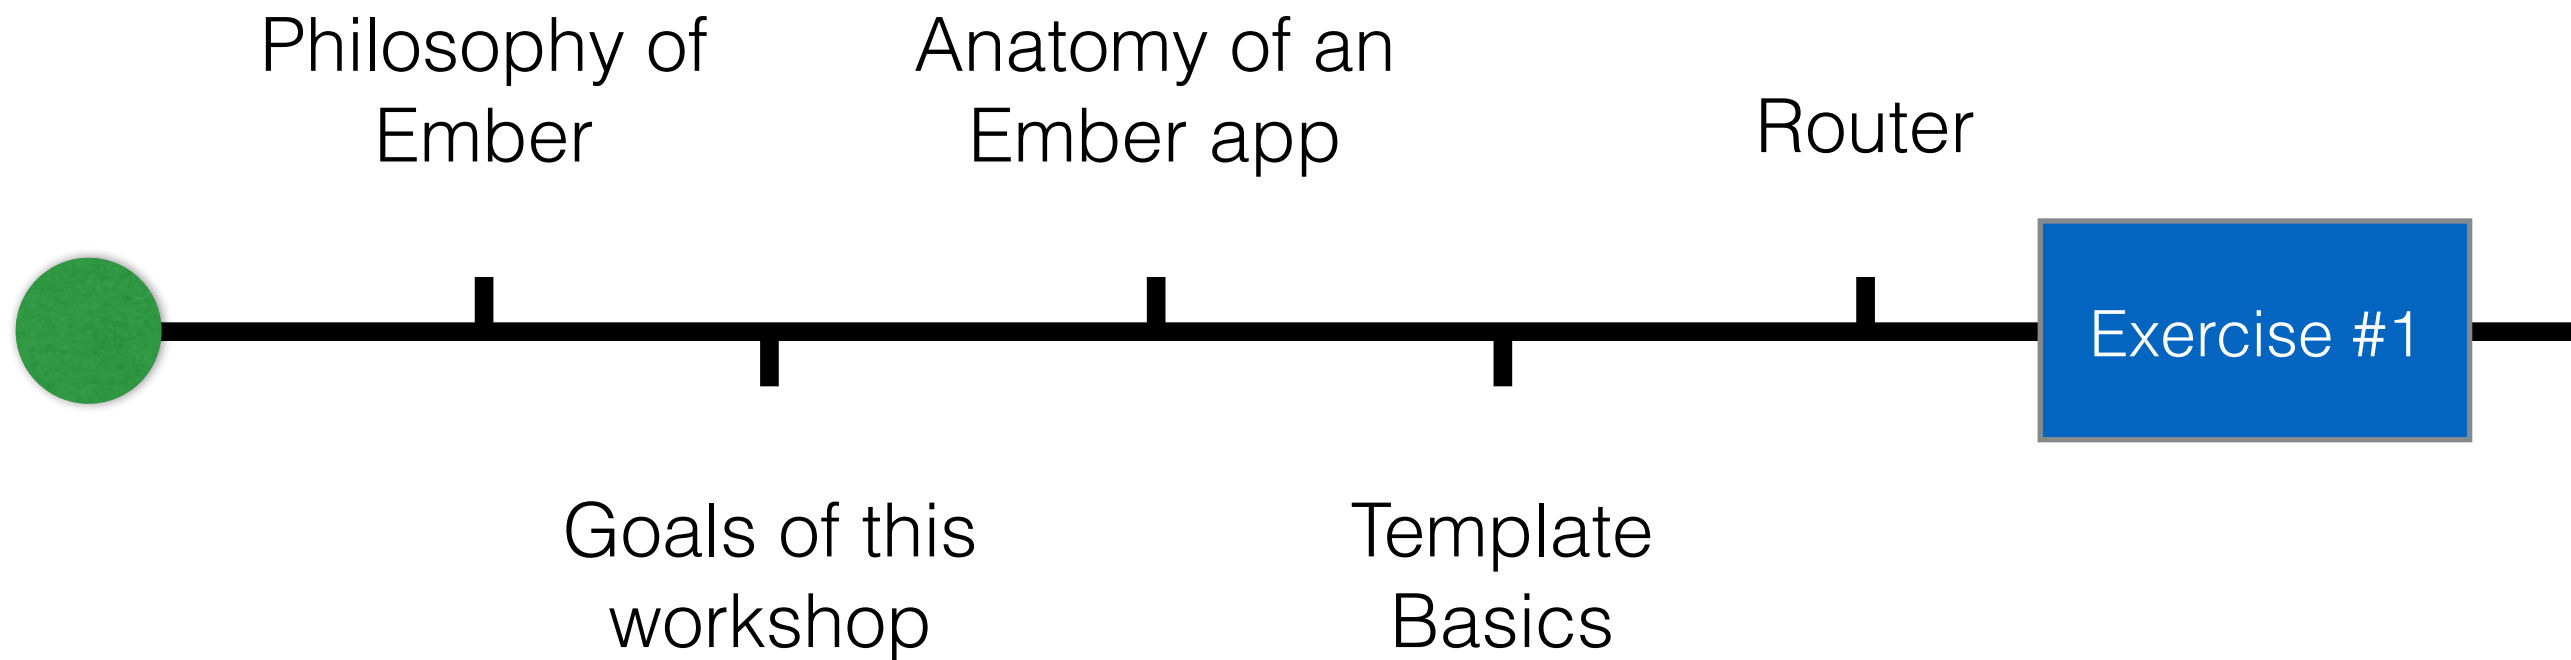 Philosophy of
Ember
Goals of this
workshop
Anatomy of an
Ember app
Template
Basics
Router
Exercise #1